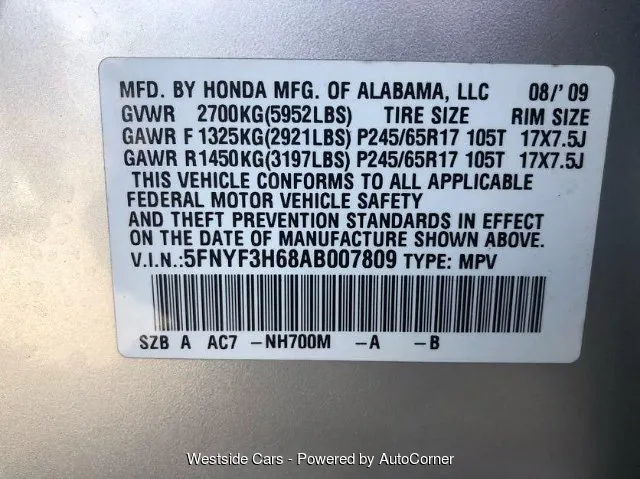 MFD. BY HONDA MFG. OF ALABAMA, LLC 08/'09
GVWR 2700KG(5952LBS) TIRE SIZE RIM SIZE
GAWR F 1325KG(2921LBS) P245/65R17 105T 17X7.5J
GAWR R1450KG(3197LBS) P245/65R17 105T 17X7.5J
THIS VEHICLE CONFORMS TO ALL APPLICABLE
FEDERAL MOTOR VEHICLE SAFETY
AND THEFT PREVENTION STANDARDS IN EFFECT
ON THE DATE OF MANUFACTURE SHOWN ABOVE.
V.I.N.:5FNYF3H68AB007809 TYPE: MPV
SZB A AC7 -NH700M -A -B
Westside Cars - Powered by AutoCorner